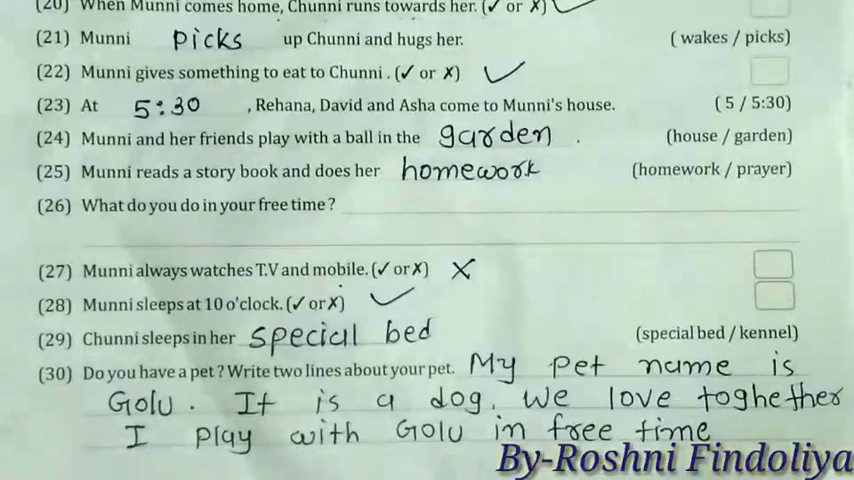 (20) When Munni comes home, Chunni runs towards her. (✓ or ✗) ✓
(21) Munni picks up Chunni and hugs her. ( wakes / picks)
(22) Munni gives something to eat to Chunni . (✓ or ✗) ✓
(23) At 5:30 , Rehana, David and Asha come to Munni's house. ( 5 / 5:30)
(24) Munni and her friends play with a ball in the garden . (house / garden)
(25) Munni reads a story book and does her homework (homework / prayer)
(26) What do you do in your free time ?
(27) Munni always watches T.V and mobile. (✓ or ✗) ✗
(28) Munni sleeps at 10 o'clock. (✓ or ✗) ✓
(29) Chunni sleeps in her special bed (special bed / kennel)
(30) Do you have a pet ? Write two lines about your pet. My pet name is
Golu . It is a dog. We love toghether
I play with Golu in free time
By-Roshni Findoliya